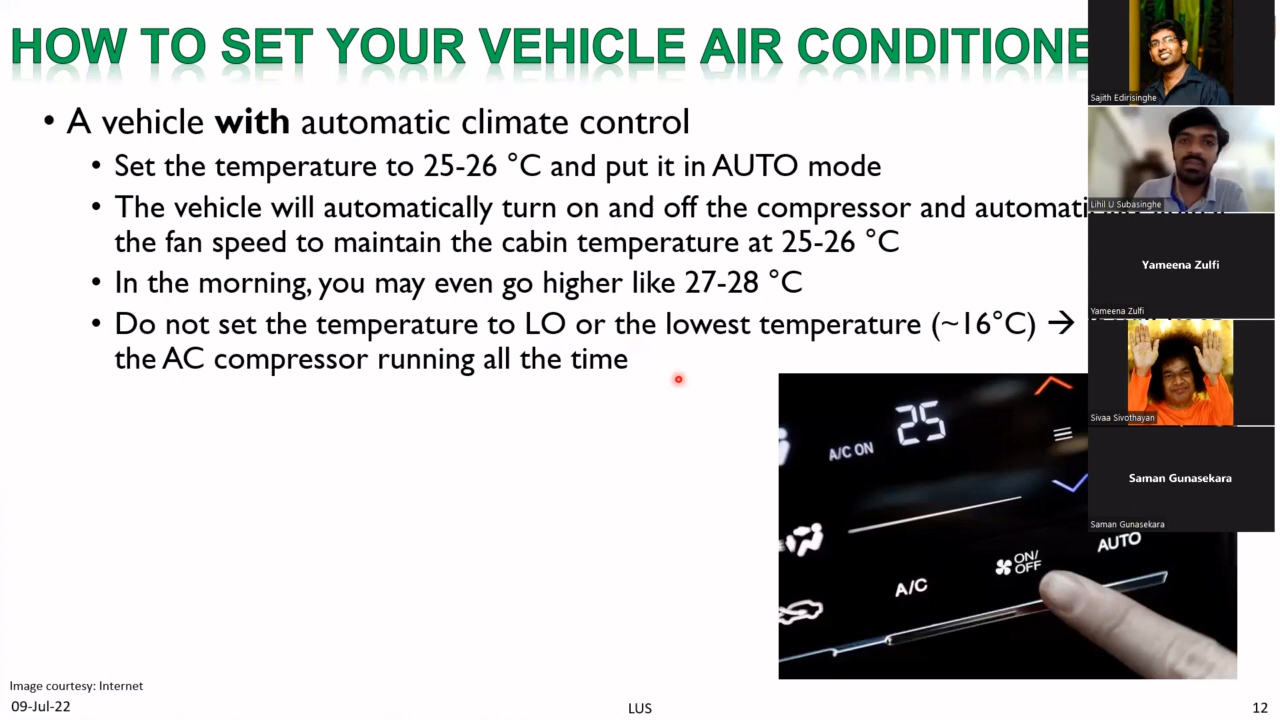 HOW TO SET YOUR VEHICLE AIR CONDITIONE
• A vehicle with automatic climate control
• Set the temperature to 25-26 °C and put it in AUTO mode
• The vehicle will automatically turn on and off the compressor and
the fan speed to maintain the cabin temperature at 25-26 °C
• In the morning, you may even go higher like 27-28 °C
• Do not set the temperature to LO or the lowest temperature (~16°C) →
the AC compressor running all the time
25
A/C ON
ON/
OFF
AUTO
A/C
Sajith Edirisinghe
Lihil U Subasinghe
Yameena Zulfi
Yameena Zulfi
Sivaa Sivothayan
Saman Gunasekara
Saman Gunasekara
Image courtesy: Internet
09-Jul-22
LUS
12